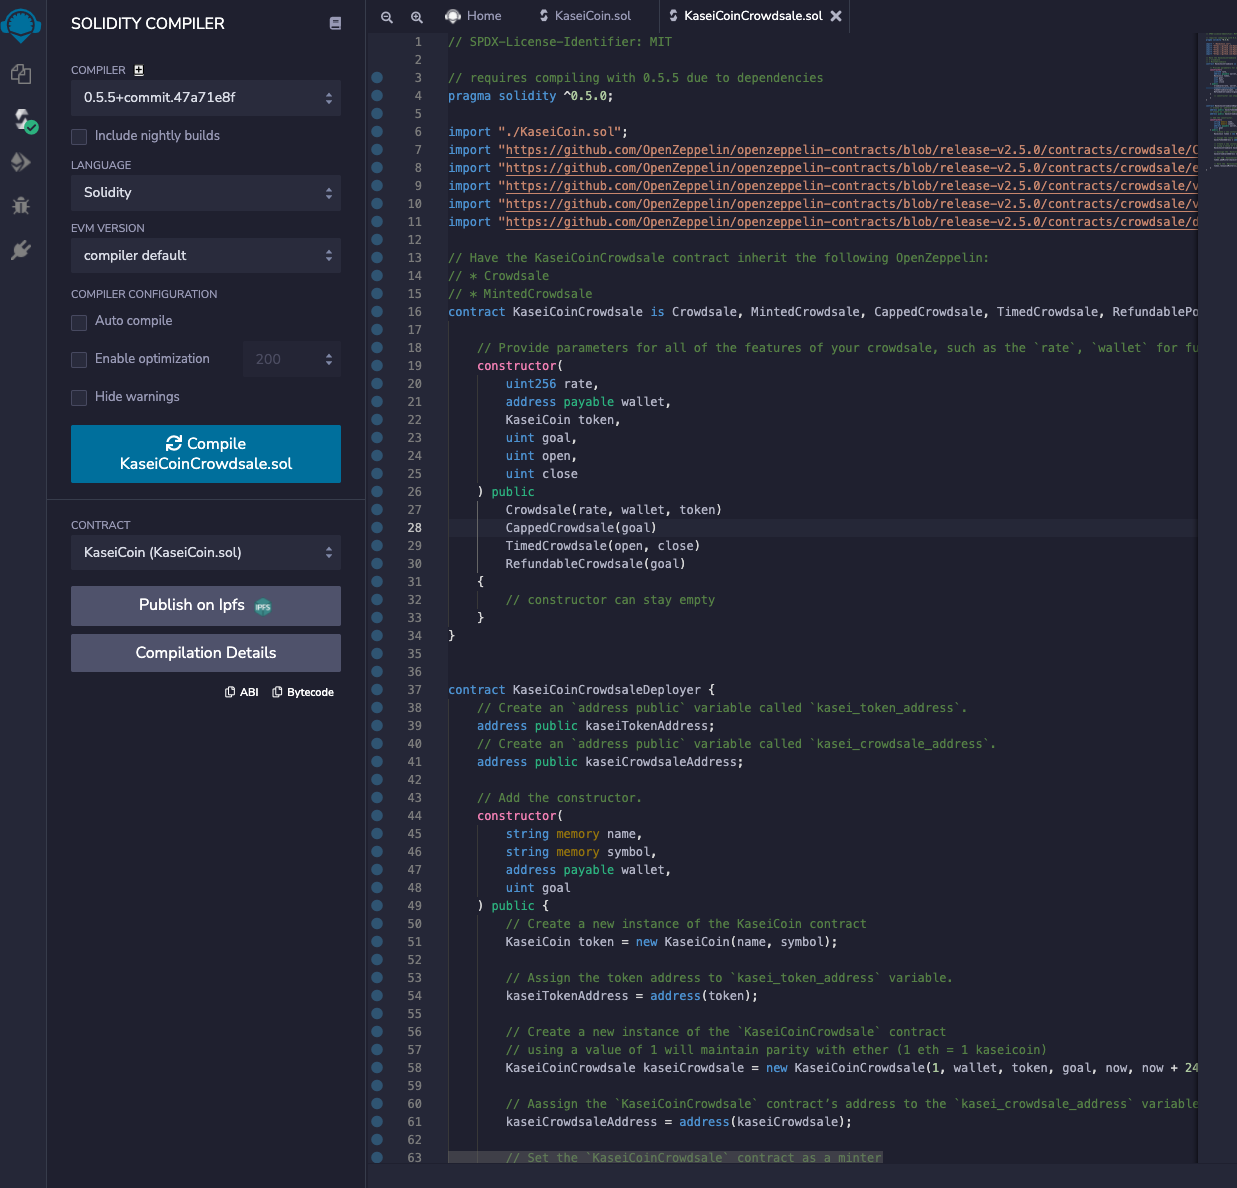 SOLIDITY COMPILER
COMPILER
0.5.5+commit.47a71e8f
Include nightly builds
LANGUAGE
Solidity
EVM VERSION
compiler default
COMPILER CONFIGURATION
Auto compile
Enable optimization 200
Hide warnings
Compile
KaseiCoinCrowdsale.sol
CONTRACT
KaseiCoin (KaseiCoin.sol)
Publish on Ipfs IPFS
Compilation Details
ABI Bytecode
Home KaseiCoin.sol KaseiCoinCrowdsale.sol
1 // SPDX-License-Identifier: MIT
2
3 // requires compiling with 0.5.5 due to dependencies
4 pragma solidity ^0.5.0;
5
6 import "./KaseiCoin.sol";
7 import "https://github.com/OpenZeppelin/openzeppelin-contracts/blob/release-v2.5.0/contracts/crowdsale/C
8 import "https://github.com/OpenZeppelin/openzeppelin-contracts/blob/release-v2.5.0/contracts/crowdsale/e
9 import "https://github.com/OpenZeppelin/openzeppelin-contracts/blob/release-v2.5.0/contracts/crowdsale/v
10 import "https://github.com/OpenZeppelin/openzeppelin-contracts/blob/release-v2.5.0/contracts/crowdsale/v
11 import "https://github.com/OpenZeppelin/openzeppelin-contracts/blob/release-v2.5.0/contracts/crowdsale/d
12
13 // Have the KaseiCoinCrowdsale contract inherit the following OpenZeppelin:
14 // * Crowdsale
15 // * MintedCrowdsale
16 contract KaseiCoinCrowdsale is Crowdsale, MintedCrowdsale, CappedCrowdsale, TimedCrowdsale, RefundablePo
17
18 // Provide parameters for all of the features of your crowdsale, such as the `rate`, `wallet` for fu
19 constructor(
20 uint256 rate,
21 address payable wallet,
22 KaseiCoin token,
23 uint goal,
24 uint open,
25 uint close
26 ) public
27 Crowdsale(rate, wallet, token)
28 CappedCrowdsale(goal)
29 TimedCrowdsale(open, close)
30 RefundableCrowdsale(goal)
31 {
32 // constructor can stay empty
33 }
34 }
35
36
37 contract KaseiCoinCrowdsaleDeployer {
38 // Create an `address public` variable called `kasei_token_address`.
39 address public kaseiTokenAddress;
40 // Create an `address public` variable called `kasei_crowdsale_address`.
41 address public kaseiCrowdsaleAddress;
42
43 // Add the constructor.
44 constructor(
45 string memory name,
46 string memory symbol,
47 address payable wallet,
48 uint goal
49 ) public {
50 // Create a new instance of the KaseiCoin contract
51 KaseiCoin token = new KaseiCoin(name, symbol);
52
53 // Assign the token address to `kasei_token_address` variable.
54 kaseiTokenAddress = address(token);
55
56 // Create a new instance of the `KaseiCoinCrowdsale` contract
57 // using a value of 1 will maintain parity with ether (1 eth = 1 kaseicoin)
58 KaseiCoinCrowdsale kaseiCrowdsale = new KaseiCoinCrowdsale(1, wallet, token, goal, now, now + 24
59
60 // Aassign the `KaseiCoinCrowdsale` contract's address to the `kasei_crowdsale_address` variable
61 kaseiCrowdsaleAddress = address(kaseiCrowdsale);
62
63 // Set the `KaseiCoinCrowdsale` contract as a minter